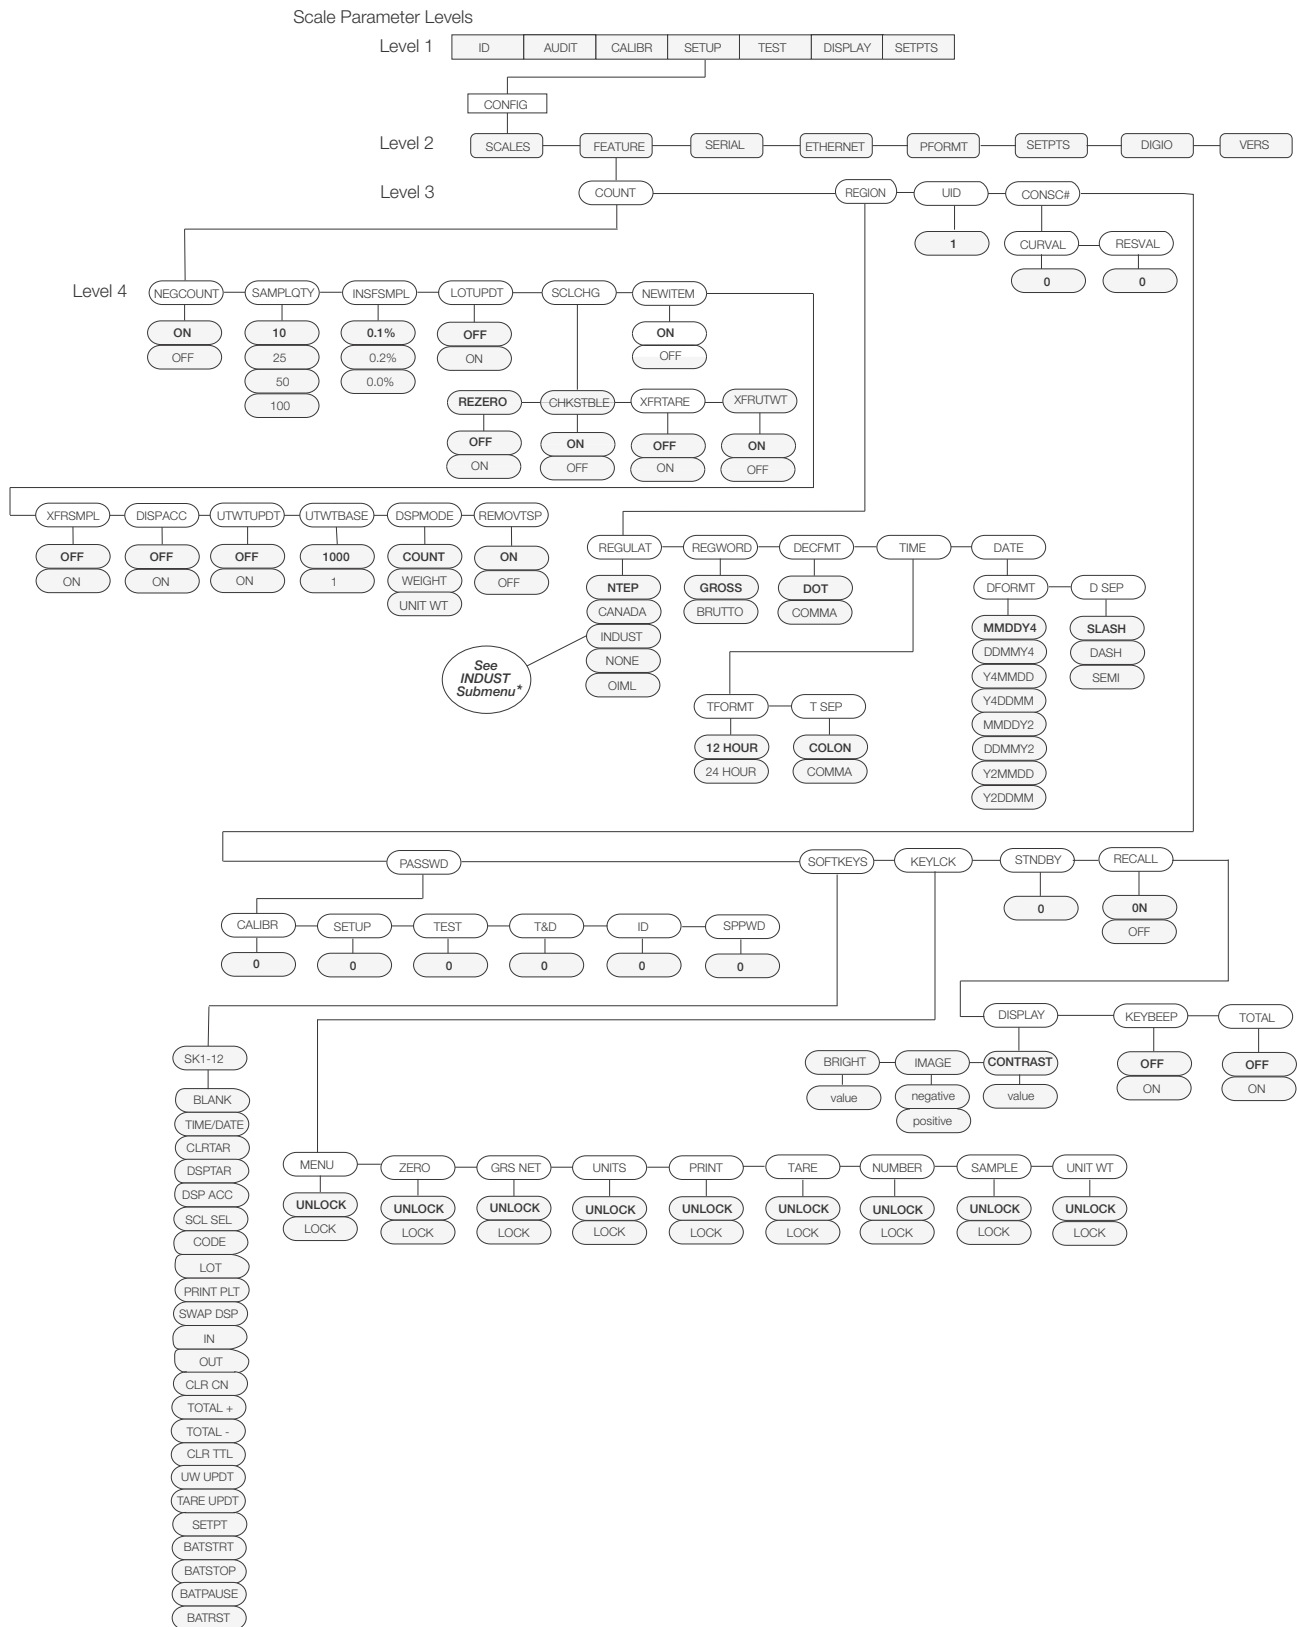 Scale Parameter Levels
Level 1 ID AUDIT CALIBR SETUP TEST DISPLAY SETPTS
CONFIG
Level 2 SCALES FEATURE SERIAL ETHERNET PFORMT SETPTS DIGIO VERS
Level 3 COUNT REGION UID CONSC#
1 CURVAL RESVAL
0 0
Level 4 NEGCOUNT SAMPLQTY INSFSMPL LOTUPDT SCLCHG NEWITEM
ON 10 0.1% OFF ON
OFF 25 0.2% ON OFF
50 0.0%
100
REZERO CHKSTBLE XFRTARE XFRUTWT
OFF ON OFF ON
ON OFF ON OFF
XFRSMPL DISPACC UTWTUPDT UTWTBASE DSPMODE REMOVTSP
OFF OFF OFF 1000 COUNT ON
ON ON ON 1 WEIGHT OFF
UNIT WT
REGULAT REGWORD DECFMT TIME DATE
NTEP GROSS DOT DFORMT D SEP
CANADA BRUTTO COMMA MMDDY4 SLASH
INDUST DDMMY4 DASH
NONE Y4MMDD SEMI
OIML Y4DDMM
See
INDUST
Submenu*
TFORMT T SEP MMDDY2
12 HOUR COLON DDMMY2
24 HOUR COMMA Y2MMDD
Y2DDMM
PASSWD SOFTKEYS KEYLCK STNDBY RECALL
0 0N
OFF
CALIBR SETUP TEST T&D ID SPPWD
0 0 0 0 0 0
DISPLAY KEYBEEP TOTAL
BRIGHT IMAGE CONTRAST OFF OFF
value negative value ON ON
positive
SK1-12
BLANK
TIME/DATE
CLRTAR
DSPTAR
DSP ACC
SCL SEL
CODE
LOT
PRINT PLT
SWAP DSP
IN
OUT
CLR CN
TOTAL +
TOTAL -
CLR TTL
UW UPDT
TARE UPDT
SETPT
BATSTRT
BATSTOP
BATPAUSE
BATRST
MENU ZERO GRS NET UNITS PRINT TARE NUMBER SAMPLE UNIT WT
UNLOCK UNLOCK UNLOCK UNLOCK UNLOCK UNLOCK UNLOCK UNLOCK UNLOCK
LOCK LOCK LOCK LOCK LOCK LOCK LOCK LOCK LOCK